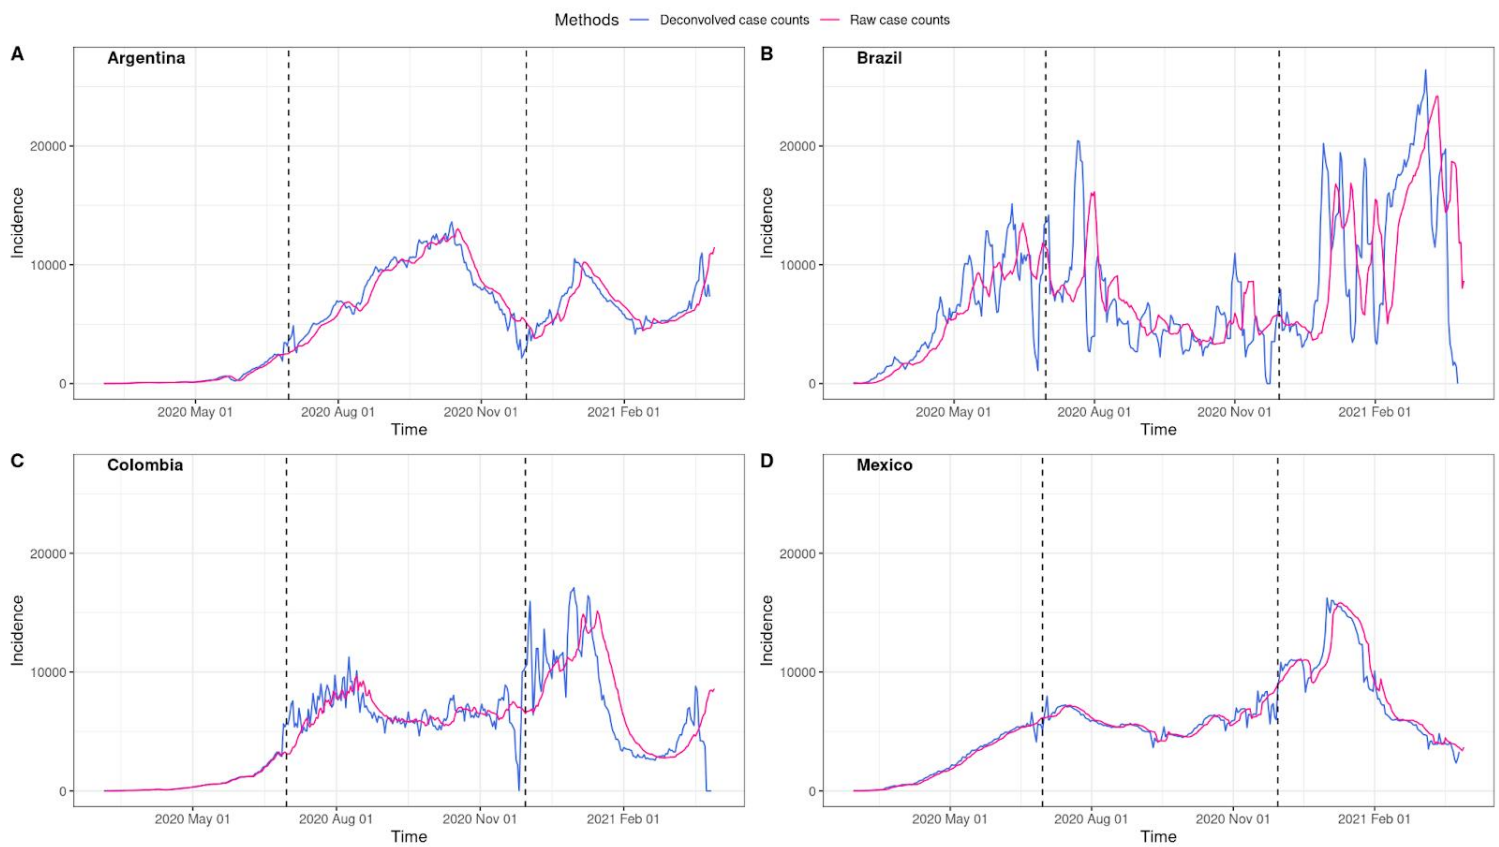 Methods Deconvolved case counts Raw case counts
A Argentina
Incidence
20000
10000
0
2020 May 01 2020 Aug 01 2020 Nov 01 2021 Feb 01
Time
B Brazil
Incidence
20000
10000
0
2020 May 01 2020 Aug 01 2020 Nov 01 2021 Feb 01
Time
C Colombia
Incidence
20000
10000
0
2020 May 01 2020 Aug 01 2020 Nov 01 2021 Feb 01
Time
D Mexico
Incidence
20000
10000
0
2020 May 01 2020 Aug 01 2020 Nov 01 2021 Feb 01
Time